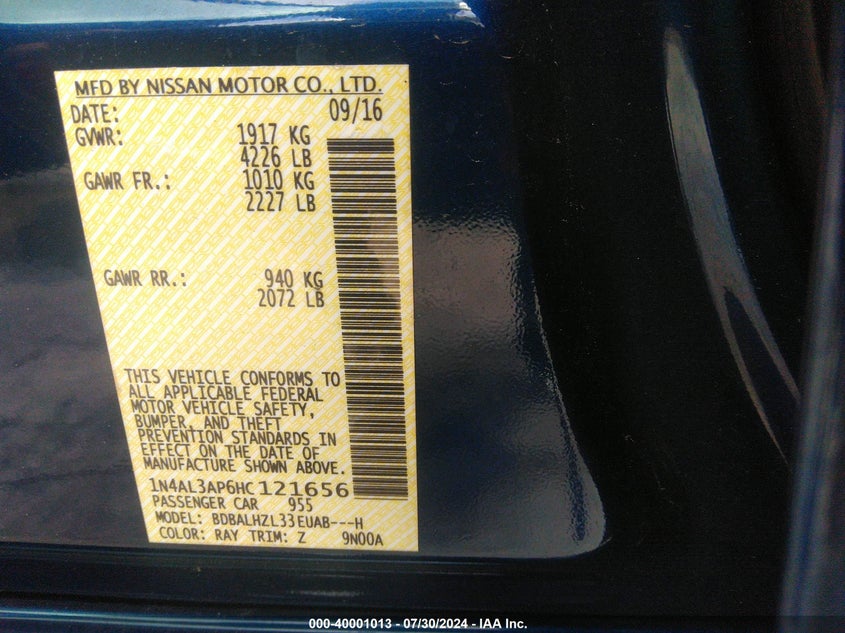 MFD BY NISSAN MOTOR CO., LTD.
DATE: 09/16
GVWR: 1917 KG
4226 LB
GAWR FR.: 1010 KG
2227 LB
GAWR RR.: 940 KG
2072 LB
THIS VEHICLE CONFORMS TO
ALL APPLICABLE FEDERAL
MOTOR VEHICLE SAFETY,
BUMPER, AND THEFT
PREVENTION STANDARDS IN
EFFECT ON THE DATE OF
MANUFACTURE SHOWN ABOVE.
1N4AL3AP6HC121656
PASSENGER CAR 955
MODEL: BDBALHZL33EUAB---H
COLOR: RAY TRIM: Z 9N00A
000-40001013 - 07/30/2024 - IAA Inc.